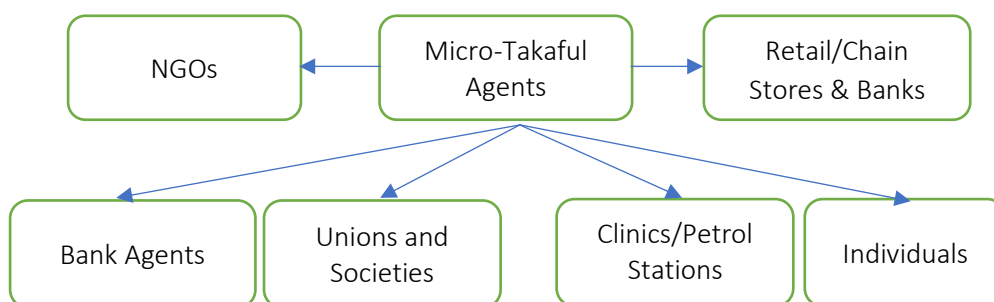 NGOs
Micro-Takaful
Agents
Retail/Chain
Stores & Banks
Bank Agents
Unions and
Societies
Clinics/Petrol
Stations
Individuals